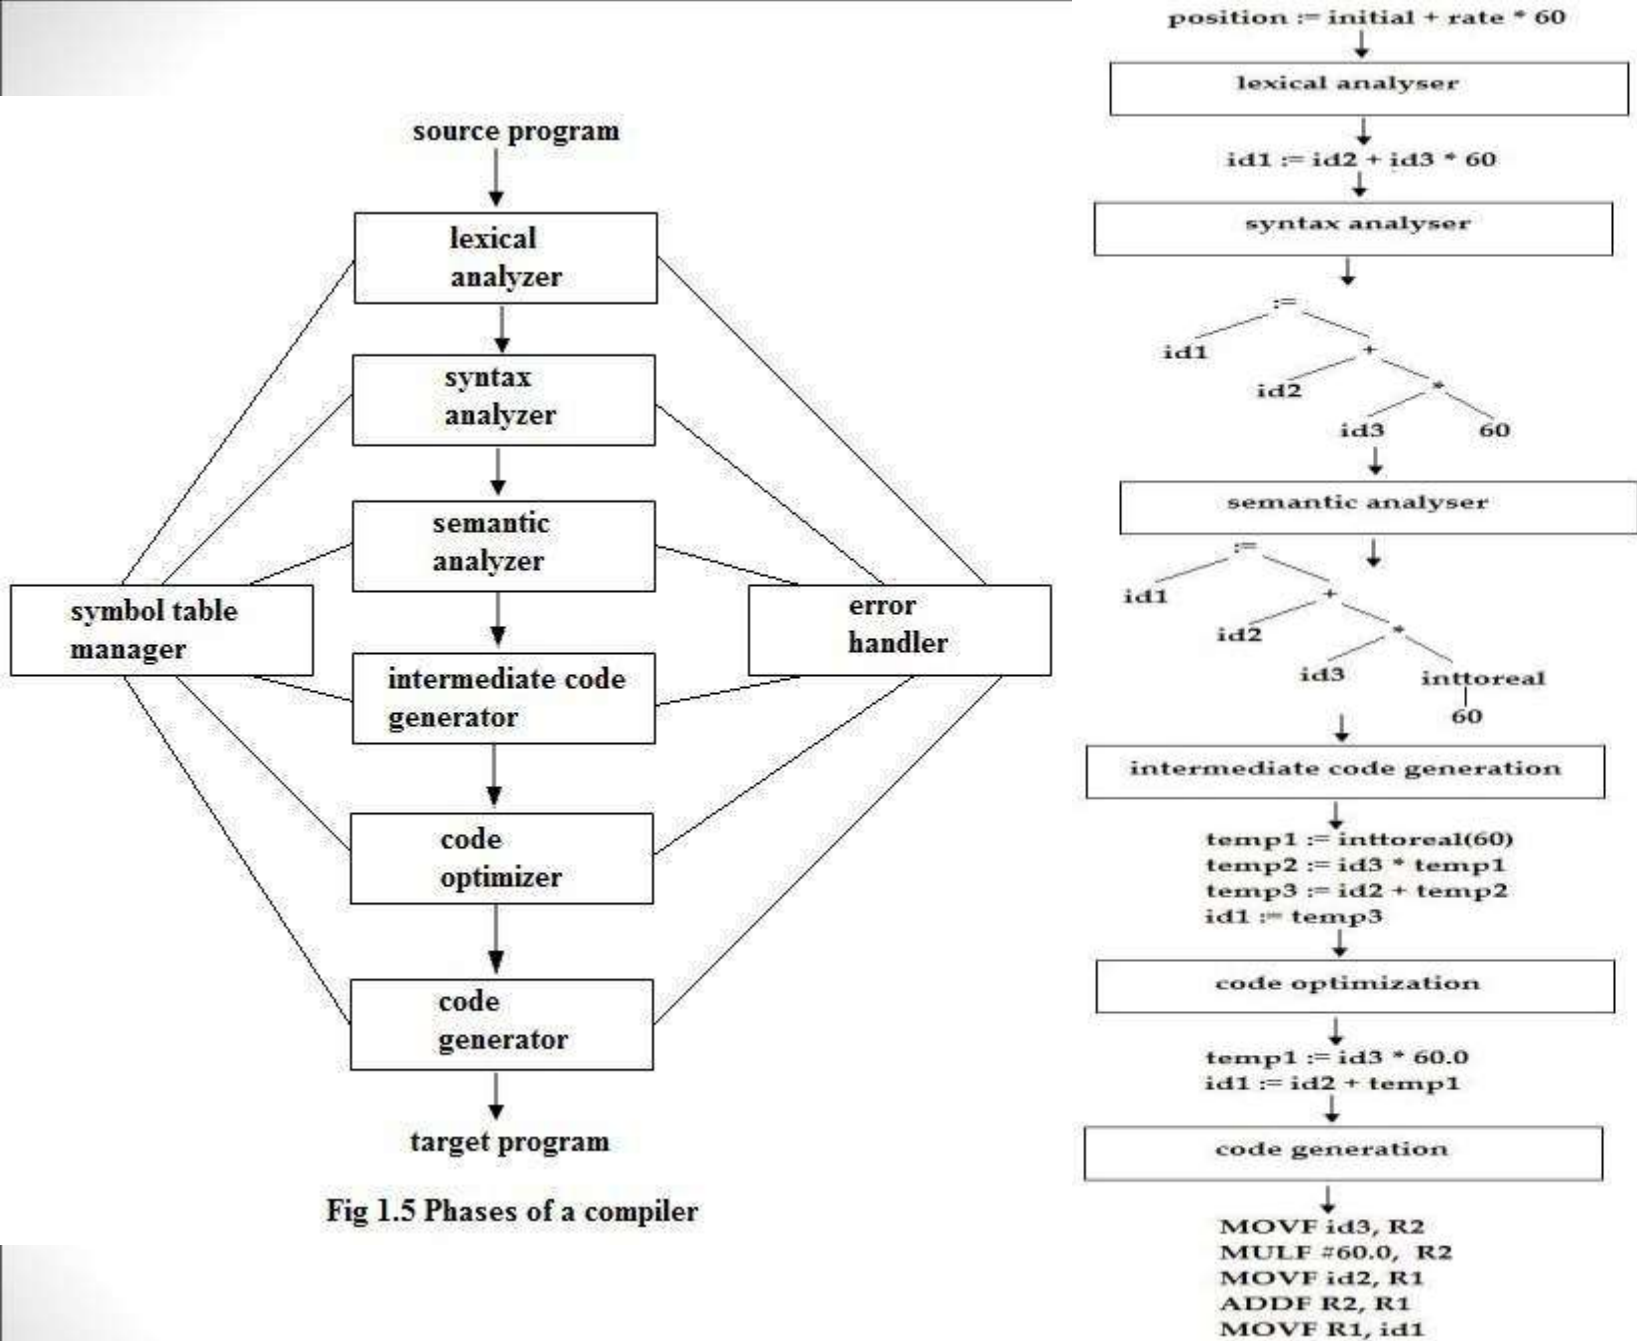 source program
lexical
analyzer
syntax
analyzer
semantic
analyzer
symbol table
manager
error
handler
intermediate code
generator
code
optimizer
code
generator
target program
Fig 1.5 Phases of a compiler
position := initial + rate * 60
lexical analyser
id1 := id2 + id3 * 60
syntax analyser
:=
id1
+
id2
*
id3 60
semantic analyser
:=
id1
+
id2
*
id3 inttoreal
60
intermediate code generation
temp1 := inttoreal(60)
temp2 := id3 * temp1
temp3 := id2 + temp2
id1 := temp3
code optimization
temp1 := id3 * 60.0
id1 := id2 + temp1
code generation
MOVF id3, R2
MULF #60.0, R2
MOVF id2, R1
ADDF R2, R1
MOVF R1, id1